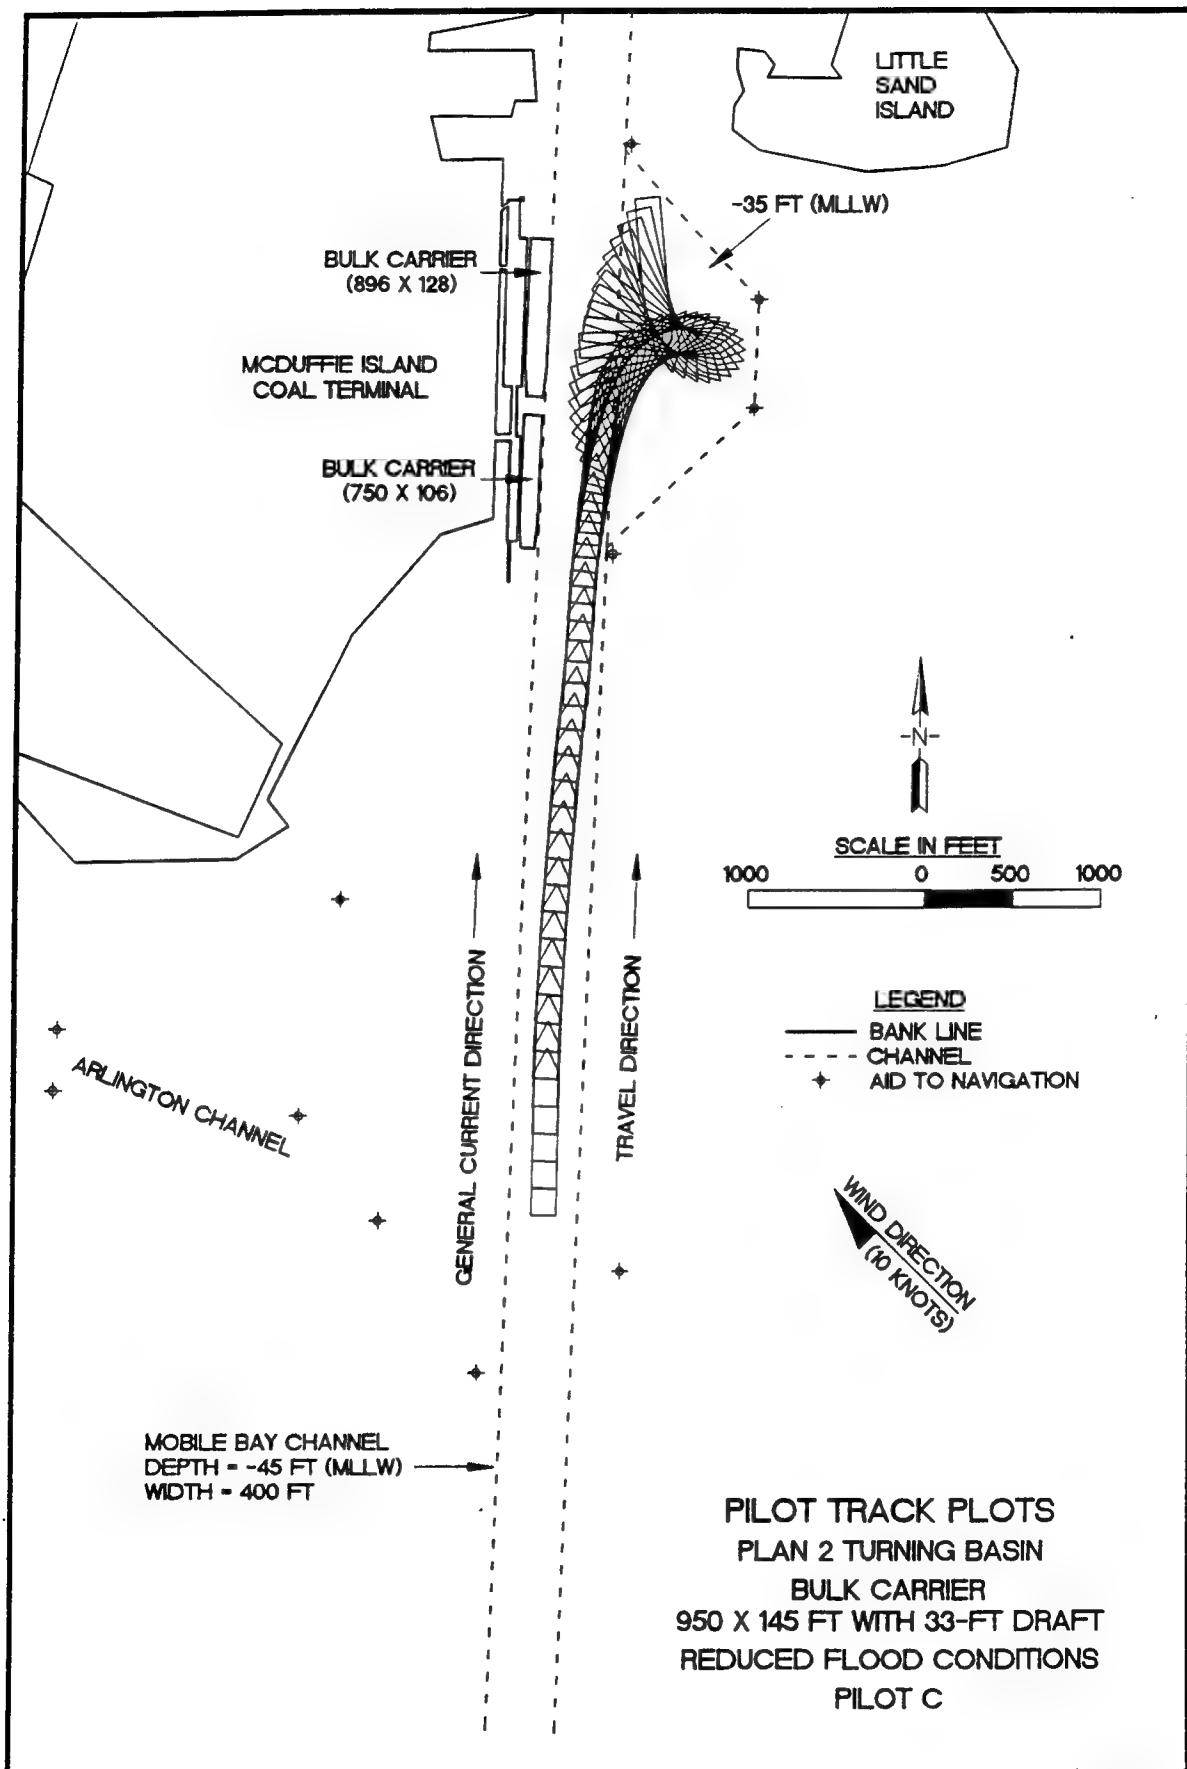 LITTLE
SAND
ISLAND
-35 FT (MLLW)
BULK CARRIER
(896 X 128)
MCDUFFIE ISLAND
COAL TERMINAL
BULK CARRIER
(750 X 106)
-N-
SCALE IN FEET
1000 0 500 1000
GENERAL CURRENT DIRECTION
TRAVEL DIRECTION
LEGEND
BANK LINE
CHANNEL
AID TO NAVIGATION
ARLINGTON CHANNEL
WIND DIRECTION
(10 KNOTS)
MOBILE BAY CHANNEL
DEPTH = -45 FT (MLLW)
WIDTH = 400 FT
PILOT TRACK PLOTS
PLAN 2 TURNING BASIN
BULK CARRIER
950 X 145 FT WITH 33-FT DRAFT
REDUCED FLOOD CONDITIONS
PILOT C